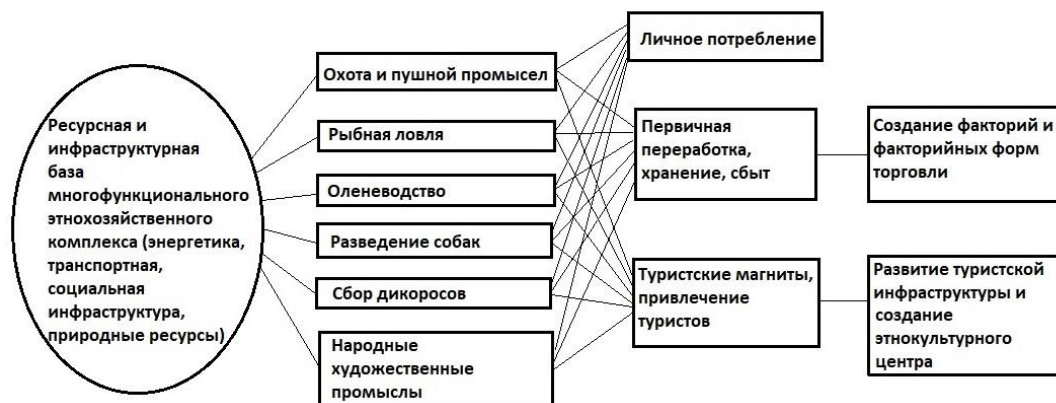 Ресурсная и
инфраструктурная
база
многофункционального
этнохозяйственного
комплекса (энергетика,
транспортная,
социальная
инфраструктура,
природные ресурсы)
Охота и пушной промысел
Рыбная ловля
Оленеводство
Разведение собак
Сбор дикоросов
Народные
художественные
промыслы
Личное потребление
Первичная
переработка,
хранение, сбыт
Туристские магниты,
привлечение
туристов
Создание факторий и
факторийных форм
торговли
Развитие туристской
инфраструктуры и
создание
этнокультурного
центра